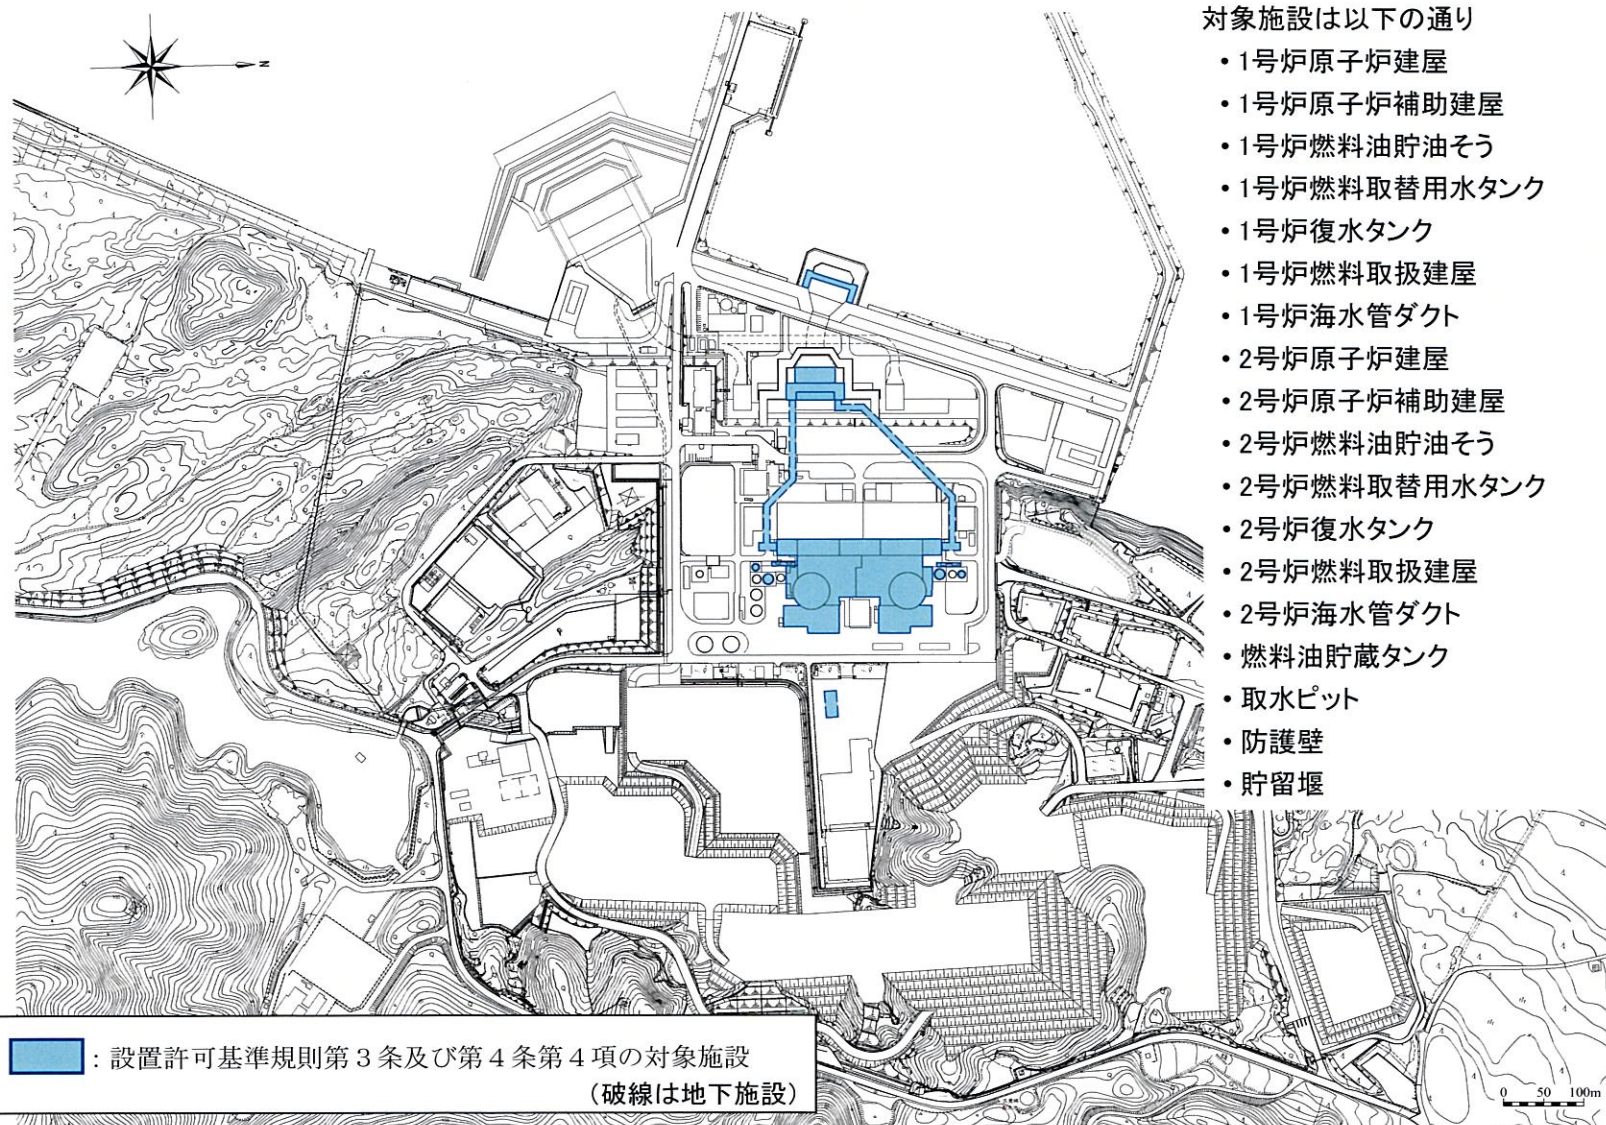 対象施設は以下の通り
・1号炉原子炉建屋
・1号炉原子炉補助建屋
・1号炉燃料油貯油そう
・1号炉燃料取替用水タンク
・1号炉復水タンク
・1号炉燃料取扱建屋
・1号炉海水管ダクト
・2号炉原子炉建屋
・2号炉原子炉補助建屋
・2号炉燃料油貯油そう
・2号炉燃料取替用水タンク
・2号炉復水タンク
・2号炉燃料取扱建屋
・2号炉海水管ダクト
・燃料油貯蔵タンク
・取水ピット
・防護壁
・貯留堰
N
：設置許可基準規則第３条及び第４条第４項の対象施設
（破線は地下施設）
0 50 100m